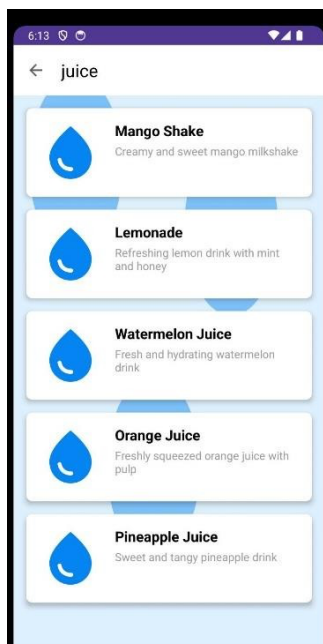 6:13
juice
Mango Shake
Creamy and sweet mango milkshake
Lemonade
Refreshing lemon drink with mint
and honey
Watermelon Juice
Fresh and hydrating watermelon
drink
Orange Juice
Freshly squeezed orange juice with
pulp
Pineapple Juice
Sweet and tangy pineapple drink